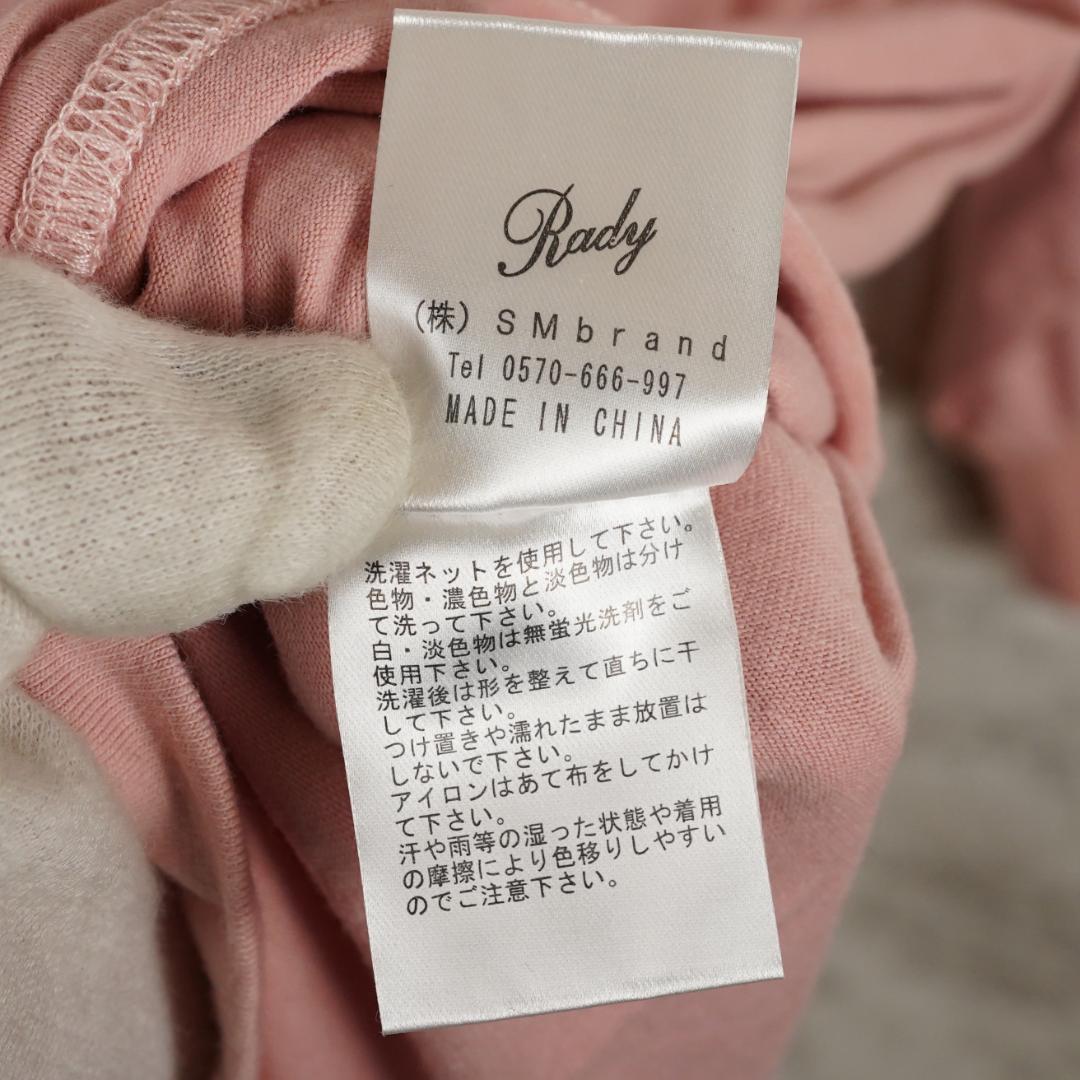 Rady
(株) SMbrand
Tel 0570-666-997
MADE IN CHINA
洗濯ネットを使用して下さい。
色物・濃色物と淡色物は分け
て洗って下さい。
白・淡色物は無蛍光洗剤をご
使用下さい。
洗濯後は形を整えて直ちに干
して下さい。
つけ置きや濡れたまま放置は
しないで下さい。
アイロンはあて布をしてかけ
て下さい。
汗や雨等の湿った状態や着用
の摩擦により色移りしやすい
のでご注意下さい。